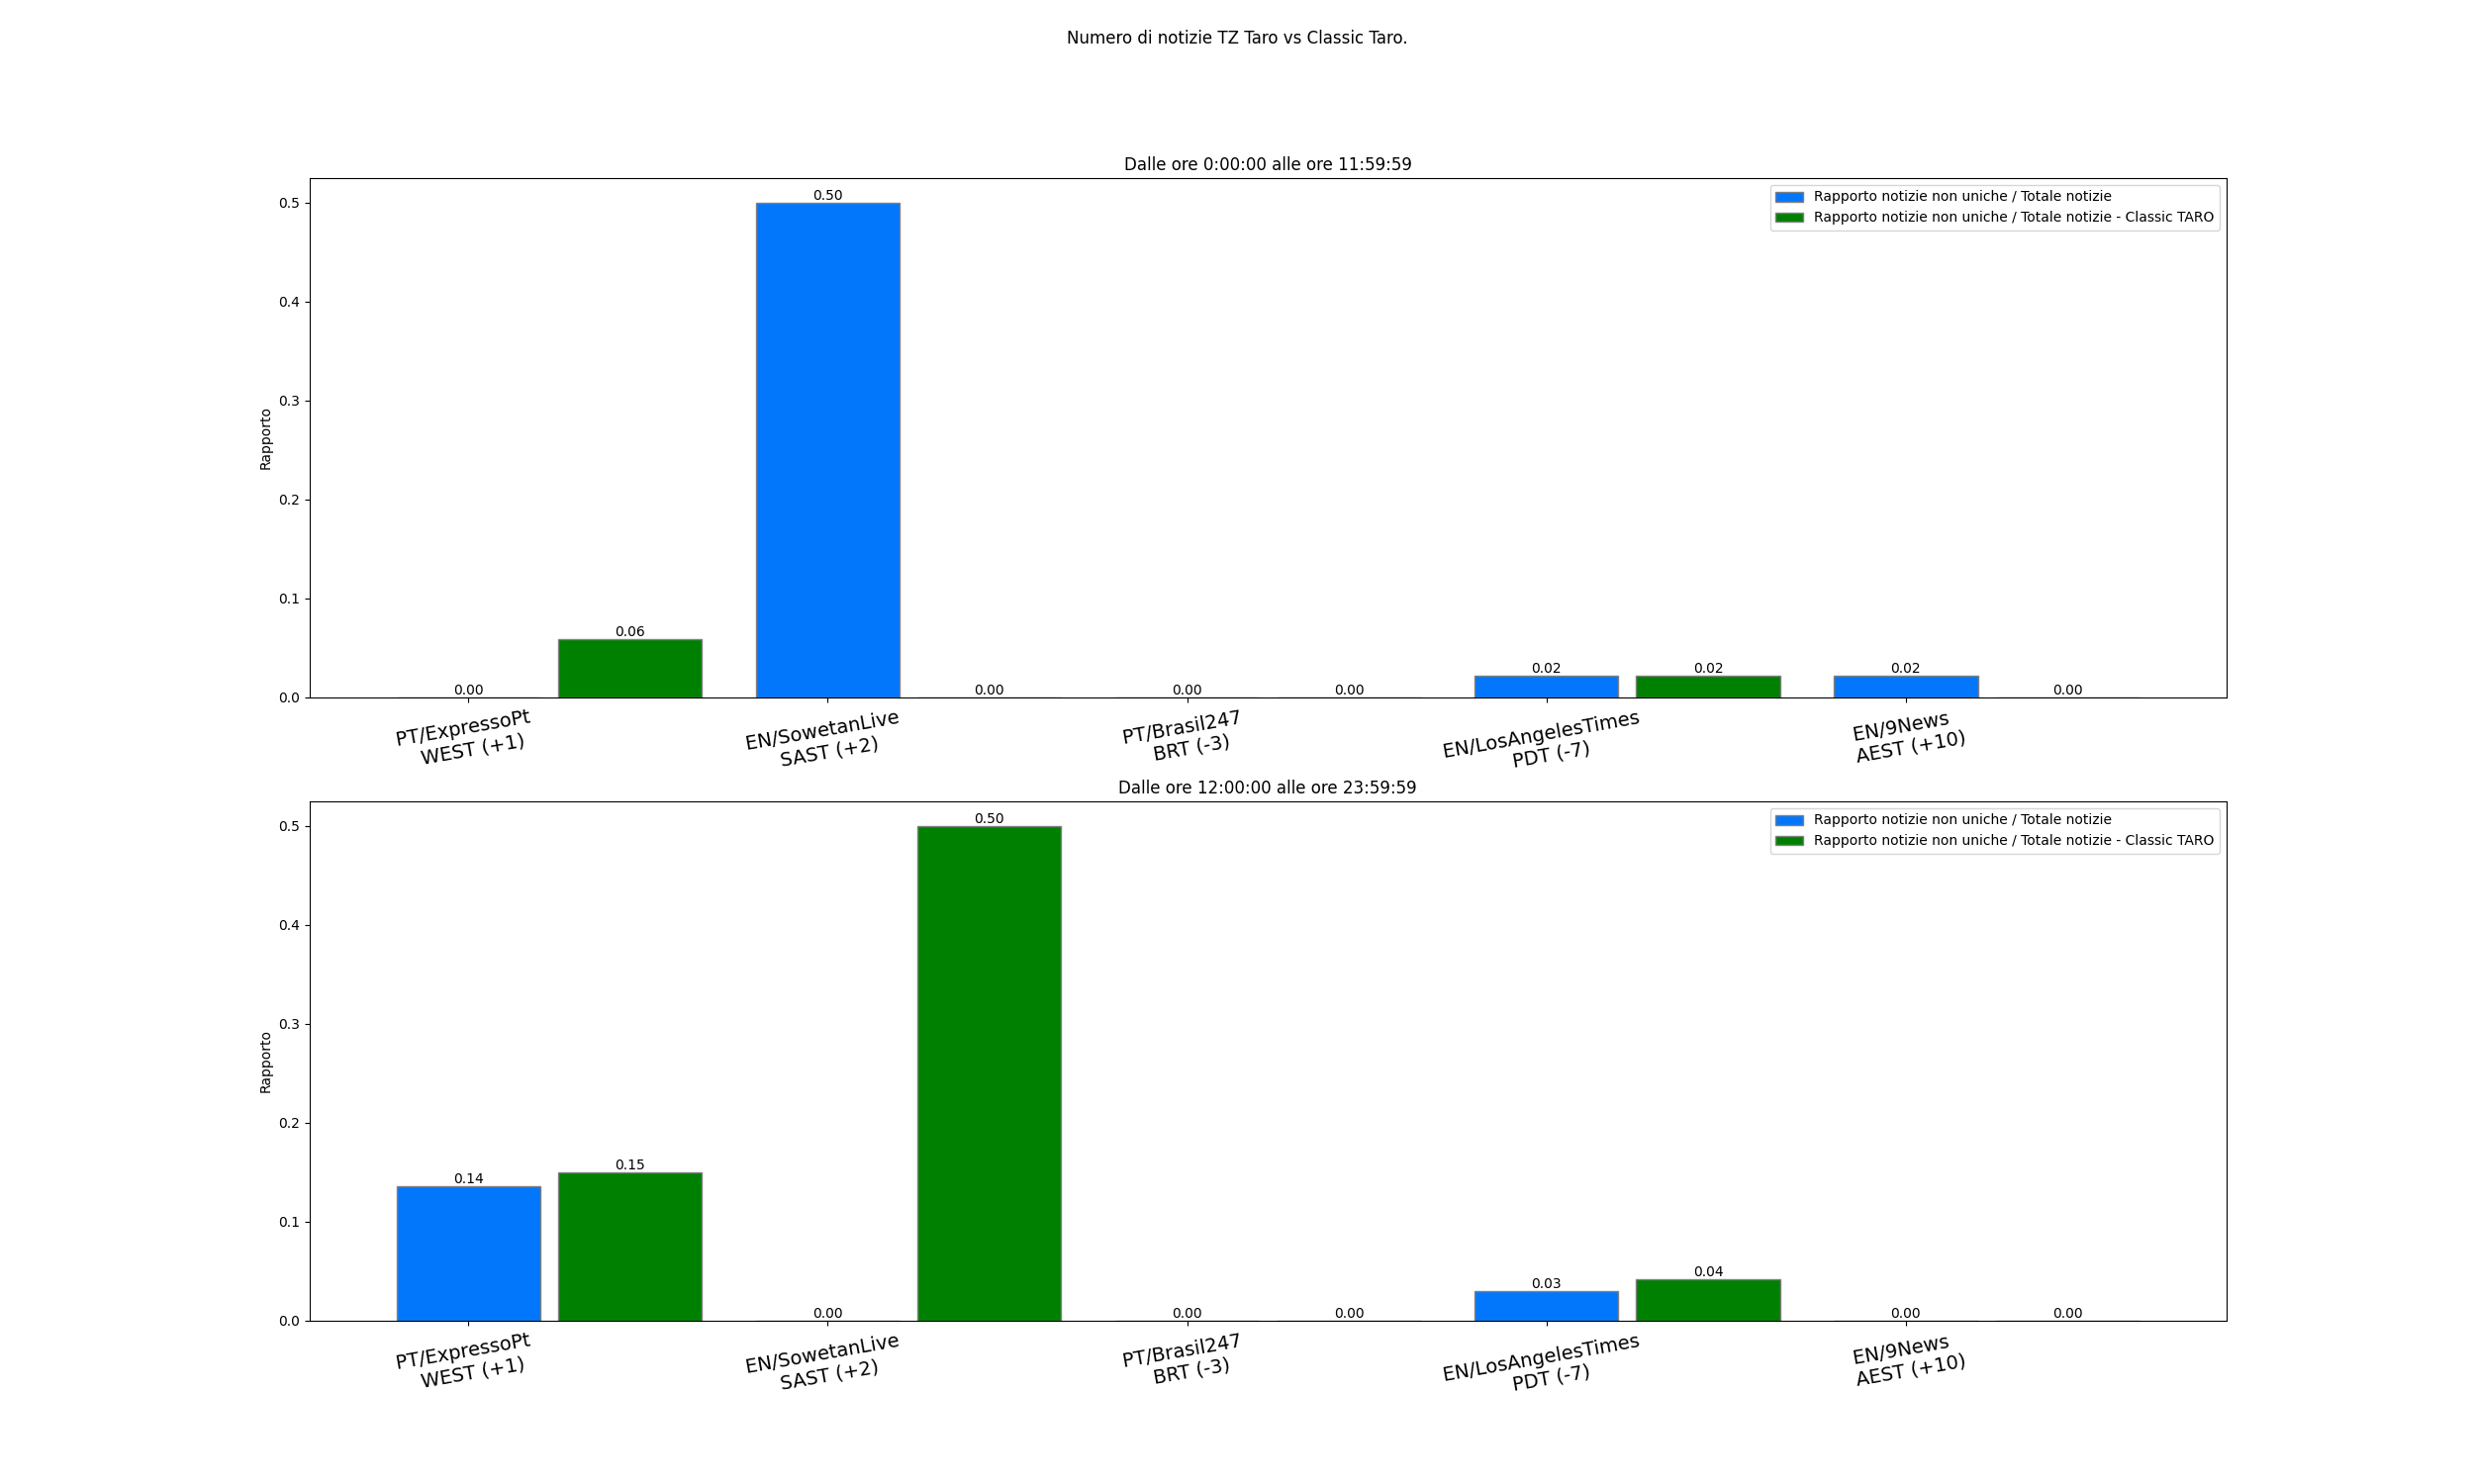 Numero di notizie TZ Taro vs Classic Taro.
Dalle ore 0:00:00 alle ore 11:59:59
Rapporto notizie non uniche / Totale notizie
Rapporto notizie non uniche / Totale notizie - Classic TARO
Rapporto
0.5
0.4
0.3
0.2
0.1
0.0
0.00
0.06
0.50
0.00
0.00
0.00
0.02
0.02
0.02
0.00
PT/ExpressoPt
WEST (+1)
EN/SowetanLive
SAST (+2)
PT/Brasil247
BRT (-3)
EN/LosAngelesTimes
PDT (-7)
EN/9News
AEST (+10)
Dalle ore 12:00:00 alle ore 23:59:59
Rapporto notizie non uniche / Totale notizie
Rapporto notizie non uniche / Totale notizie - Classic TARO
Rapporto
0.5
0.4
0.3
0.2
0.1
0.0
0.14
0.15
0.00
0.50
0.00
0.00
0.03
0.04
0.00
0.00
PT/ExpressoPt
WEST (+1)
EN/SowetanLive
SAST (+2)
PT/Brasil247
BRT (-3)
EN/LosAngelesTimes
PDT (-7)
EN/9News
AEST (+10)